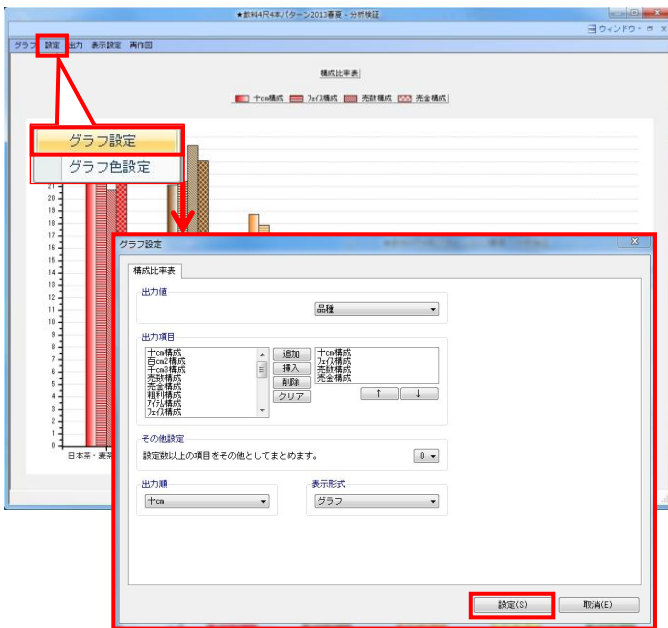 ★飲料4尺4本パターン2013春夏 - 分析検証
ウィンドウ
グラフ 設定 出力 表示設定 再作図
構成比率表
十cm構成 フェイス構成 売数構成 売金構成
グラフ設定
グラフ色設定
21
20
19
18
17
16
15
14
13
12
11
10
9
8
7
6
5
4
3
2
1
0
日本茶・麦茶
グラフ設定
構成比率表
出力値
品種
出力項目
十cm構成
百cm2構成
千cm3構成
売数構成
売金構成
粗利構成
アイテム構成
フェイス構成
追加
挿入
削除
クリア
十cm構成
フェイス構成
売数構成
売金構成
↑ ↓
その他設定
設定数以上の項目をその他としてまとめます。 0
出力順 表示形式
十cm グラフ
設定(S) 取消(E)